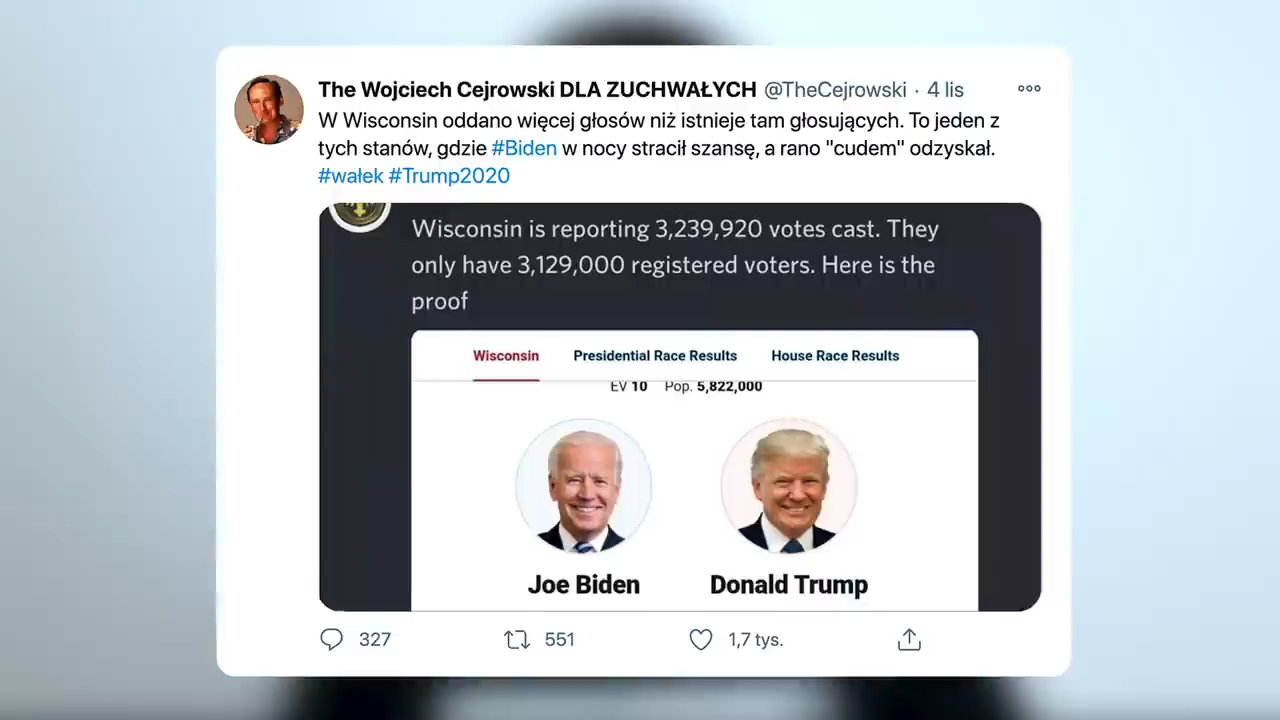 The Wojciech Cejrowski DLA ZUCHWAŁYCH @TheCejrowski · 4 lis
W Wisconsin oddano więcej głosów niż istnieje tam głosujących. To jeden z
tych stanów, gdzie #Biden w nocy stracił szansę, a rano "cudem" odzyskał.
#wałek #Trump2020
Wisconsin is reporting 3,239,920 votes cast. They
only have 3,129,000 registered voters. Here is the
proof
Wisconsin Presidential Race Results House Race Results
EV 10 Pop. 5,822,000
Joe Biden Donald Trump
327 551 1,7 tys.